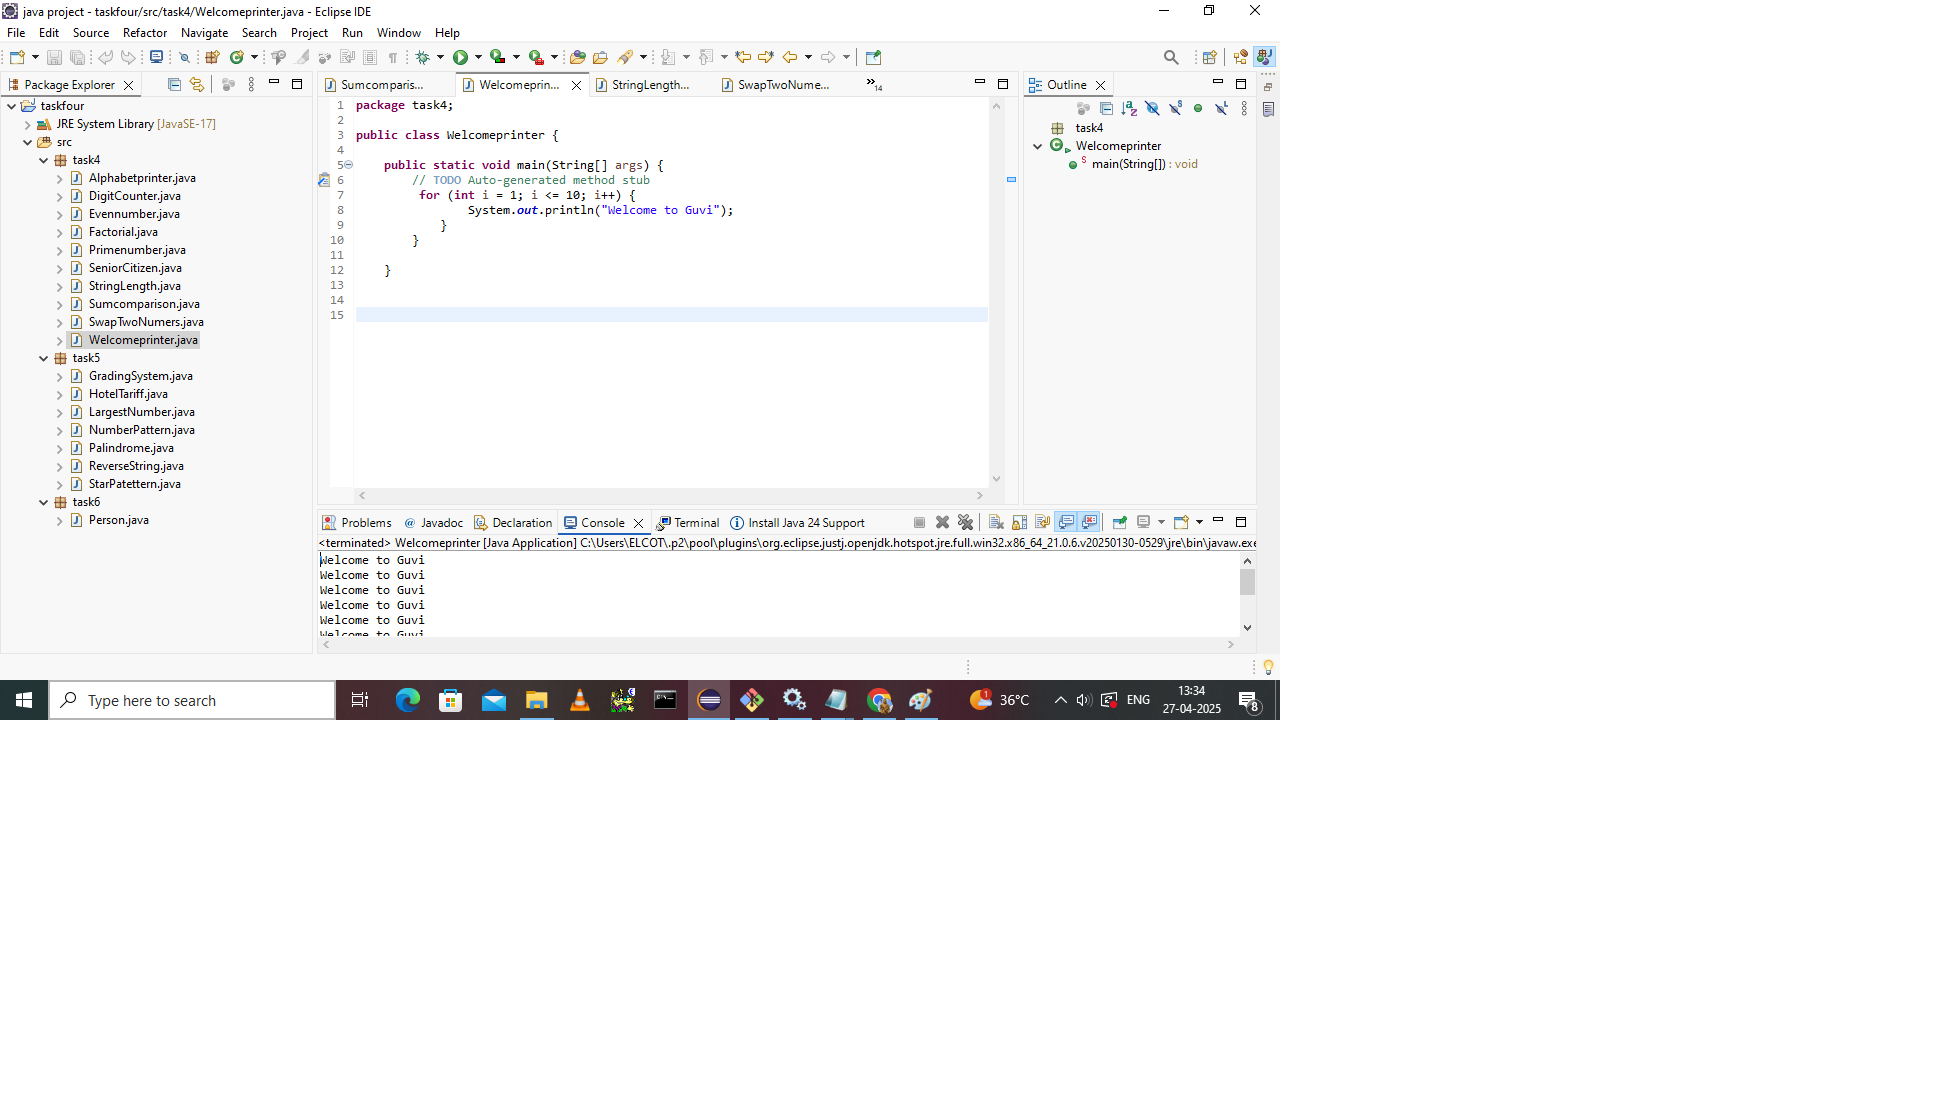 java project - taskfour/src/task4/Welcomeprinter.java - Eclipse IDE
File Edit Source Refactor Navigate Search Project Run Window Help
Package Explorer
taskfour
JRE System Library [JavaSE-17]
src
task4
Alphabetprinter.java
DigitCounter.java
Evennumber.java
Factorial.java
Primenumber.java
SeniorCitizen.java
StringLength.java
Sumcomparison.java
SwapTwoNumers.java
Welcomeprinter.java
task5
GradingSystem.java
HotelTariff.java
LargestNumber.java
NumberPattern.java
Palindrome.java
ReverseString.java
StarPatettern.java
task6
Person.java
Sumcomparis... Welcomeprin... StringLength... SwapTwoNume... »14
1 package task4;
2
3 public class Welcomeprinter {
4
5 public static void main(String[] args) {
6 // TODO Auto-generated method stub
7 for (int i = 1; i <= 10; i++) {
8 System.out.println("Welcome to Guvi");
9 }
10 }
11
12 }
13
14
15
Outline
task4
Welcomeprinter
main(String[]) : void
Problems Javadoc Declaration Console Terminal Install Java 24 Support
<terminated> Welcomeprinter [Java Application] C:\Users\ELCOT\.p2\pool\plugins\org.eclipse.justj.openjdk.hotspot.jre.full.win32.x86_64_21.0.6.v20250130-0529\jre\bin\javaw.exe
Welcome to Guvi
Welcome to Guvi
Welcome to Guvi
Welcome to Guvi
Welcome to Guvi
Welcome to Guvi
Type here to search
1 36°C ENG 13:34
27-04-2025
8